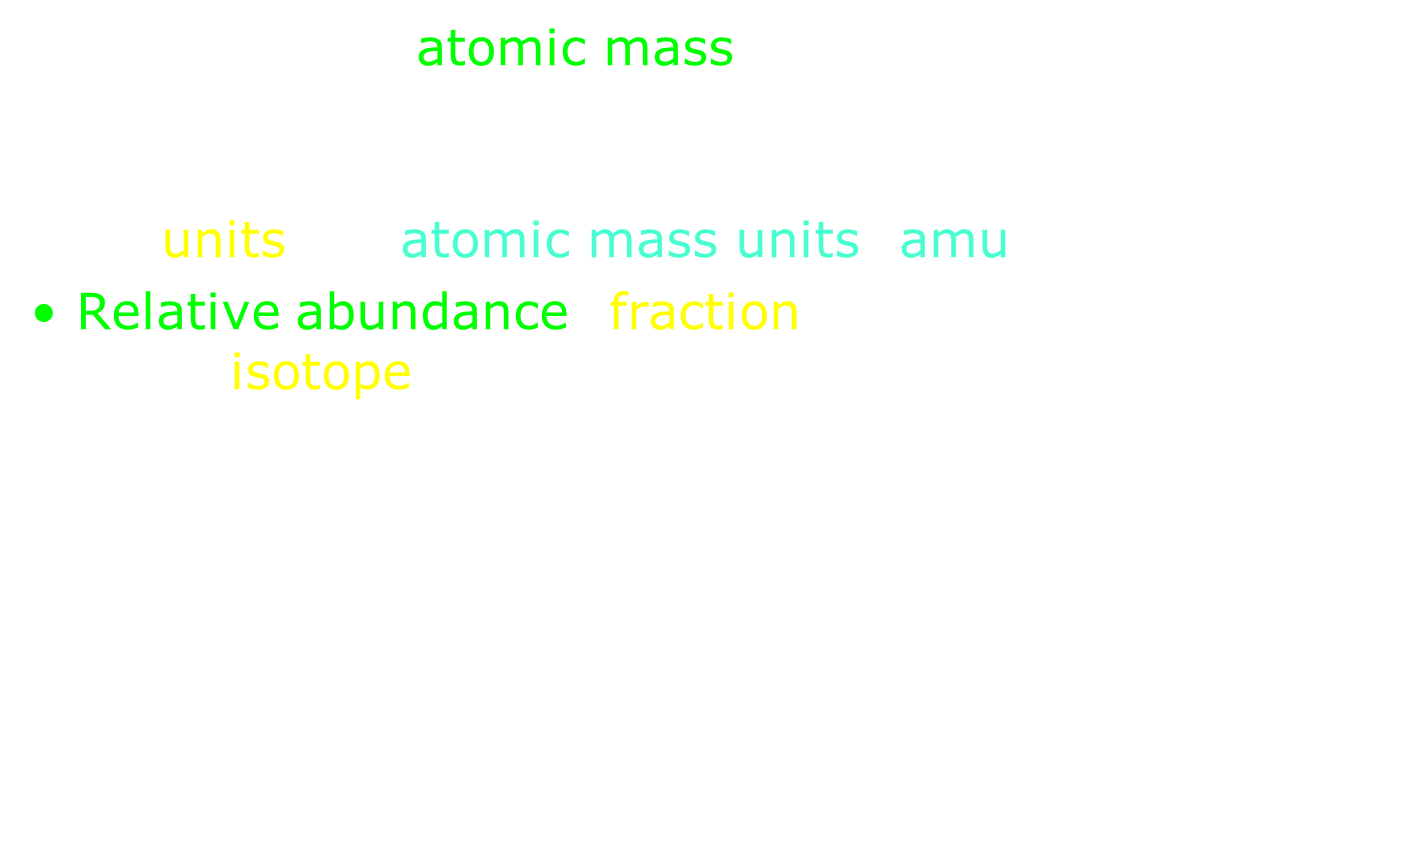 atomic mass
units atomic mass units amu
• Relative abundance fraction
isotope